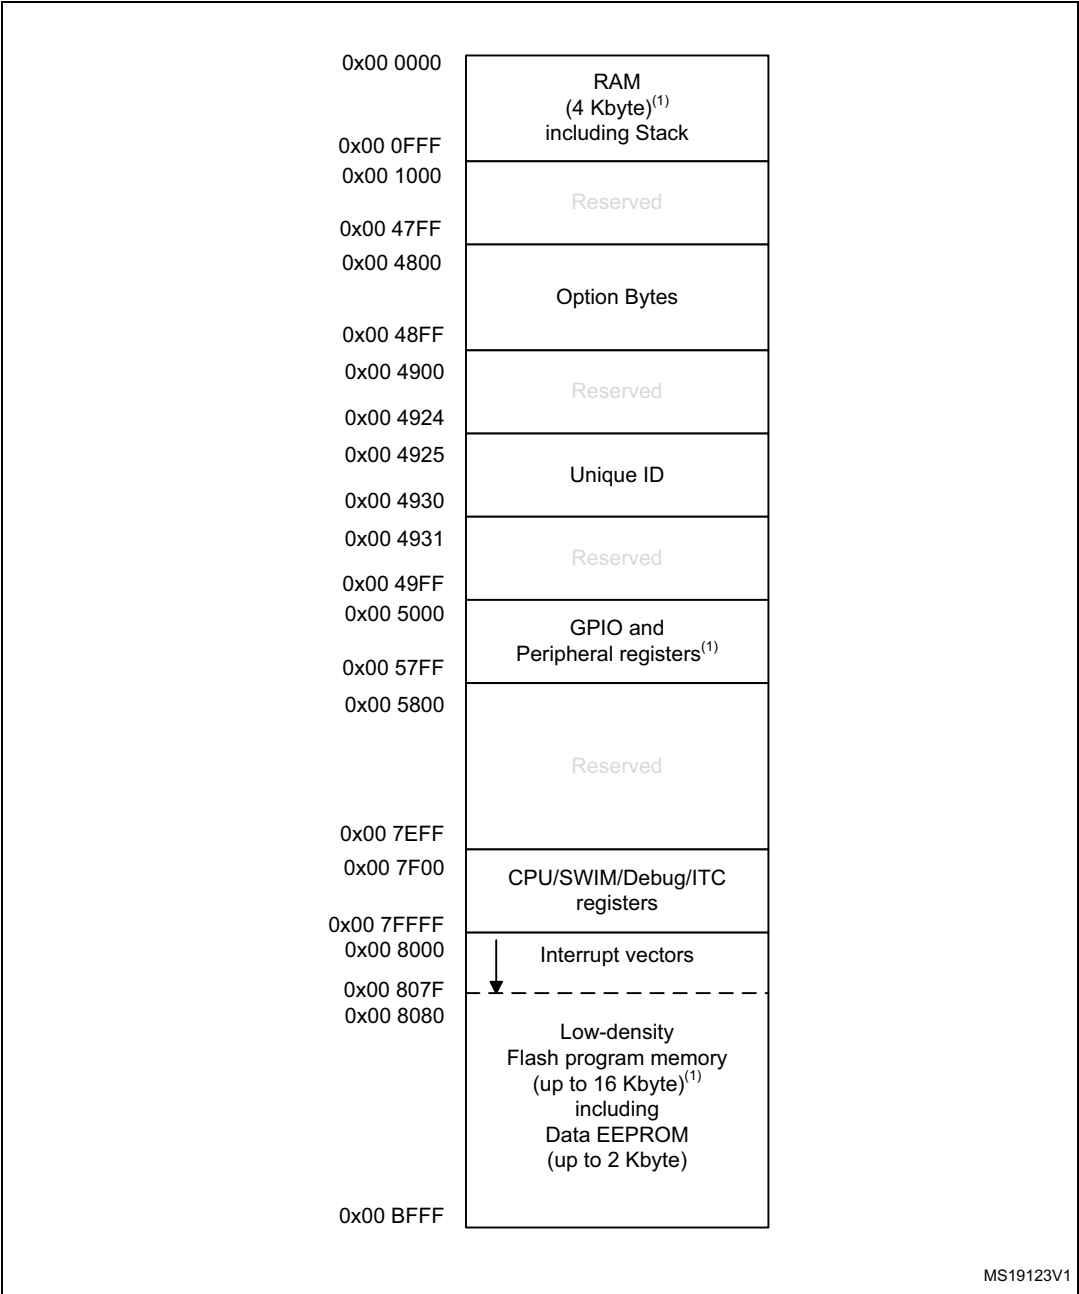 0x00 0000
RAM
(4 Kbyte)(1)
including Stack
0x00 0FFF
0x00 1000
Reserved
0x00 47FF
0x00 4800
Option Bytes
0x00 48FF
0x00 4900
Reserved
0x00 4924
0x00 4925
Unique ID
0x00 4930
0x00 4931
Reserved
0x00 49FF
0x00 5000
GPIO and
Peripheral registers(1)
0x00 57FF
0x00 5800
Reserved
0x00 7EFF
0x00 7F00
CPU/SWIM/Debug/ITC
registers
0x00 7FFFF
0x00 8000
Interrupt vectors
0x00 807F
0x00 8080
Low-density
Flash program memory
(up to 16 Kbyte)(1)
including
Data EEPROM
(up to 2 Kbyte)
0x00 BFFF
MS19123V1